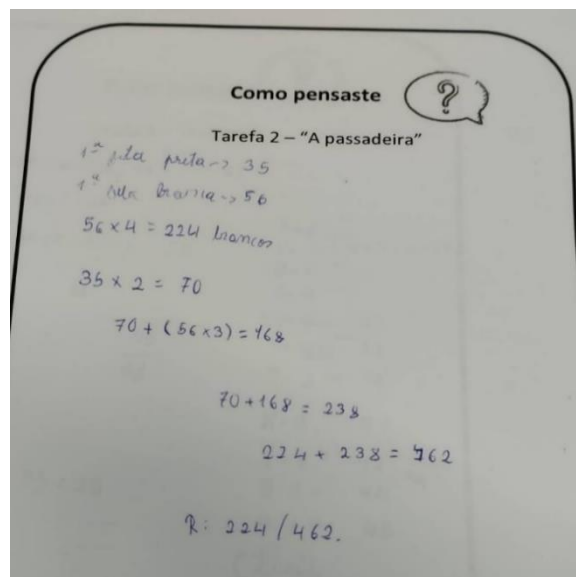 Como pensaste
?
Tarefa 2 – “A passadeira”
1ª fila preta -> 35
1ª fila branca -> 56
56 × 4 = 224 brancos
35 × 2 = 70
70 + (56 × 3) = 168
70 + 168 = 238
224 + 238 = 462
R: 224 / 462.